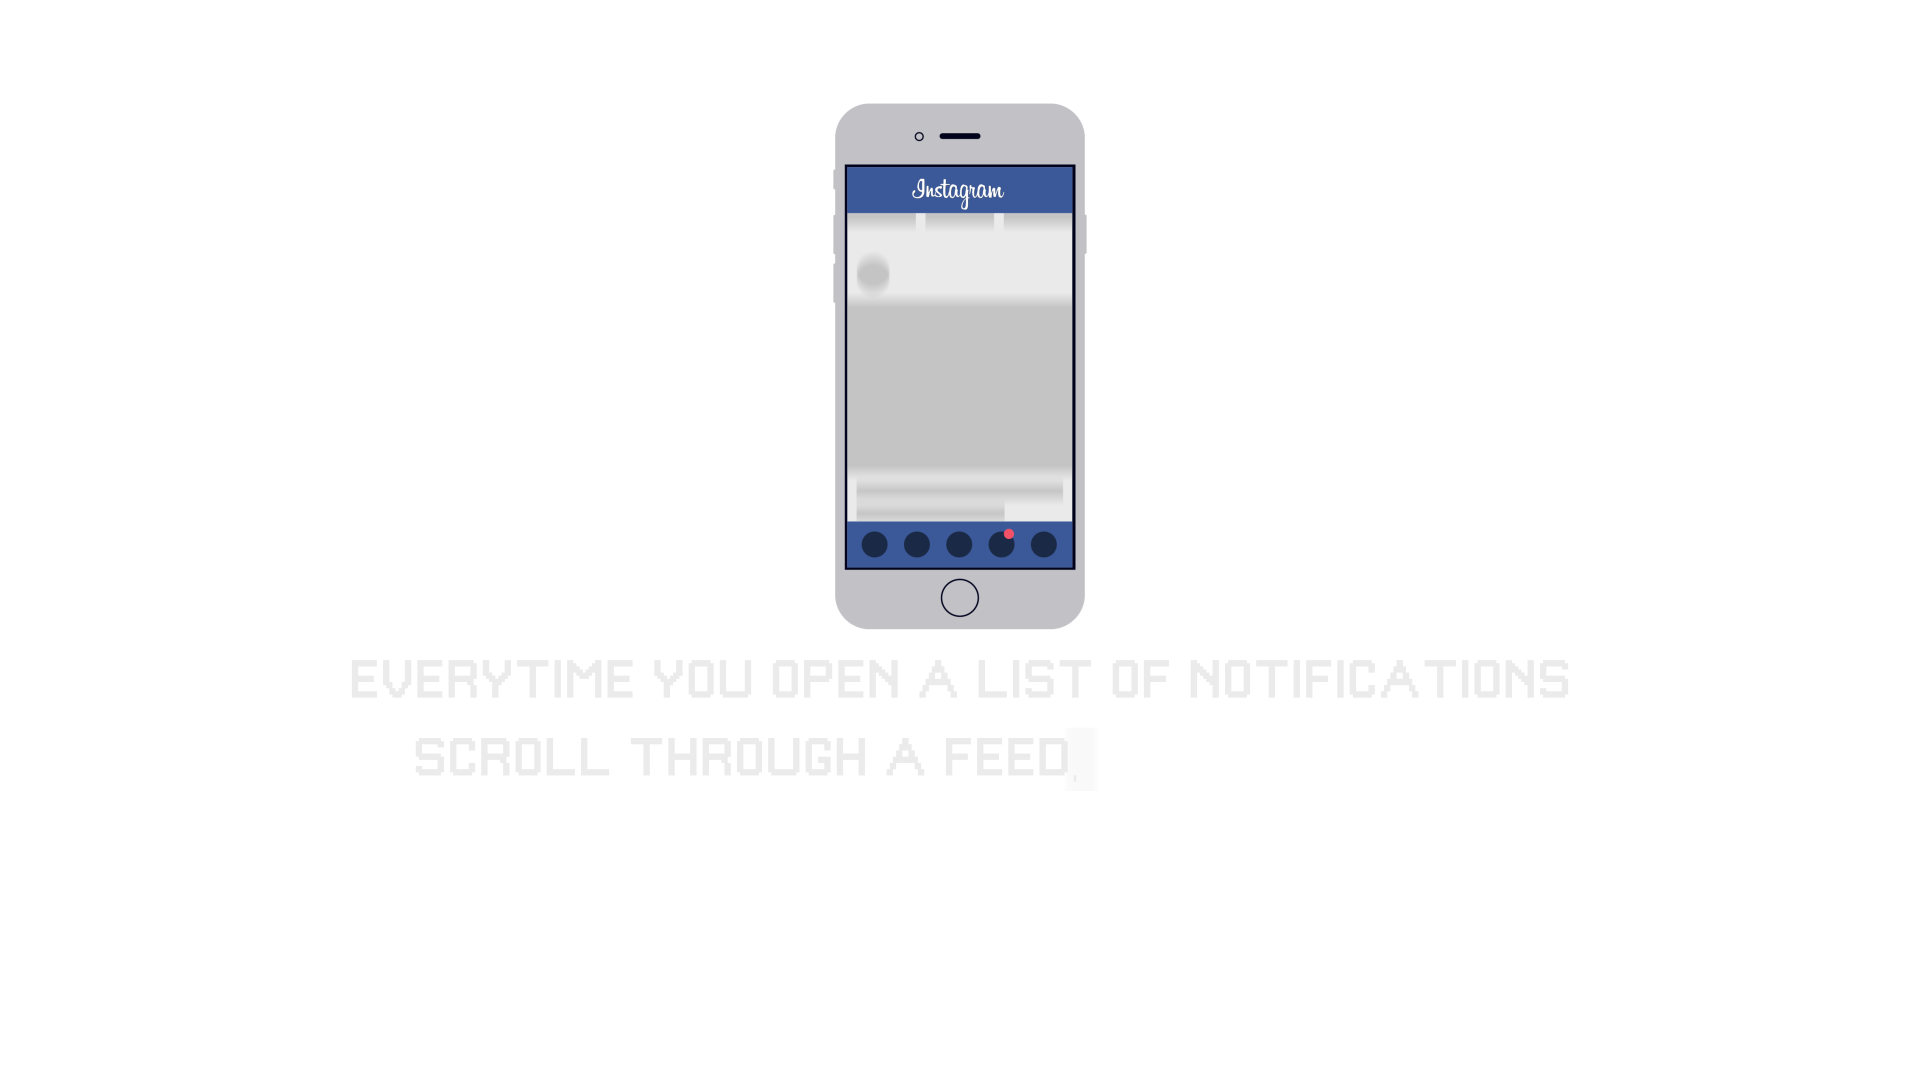 Instagram
EVERYTIME YOU OPEN A LIST OF NOTIFICATIONS
SCROLL THROUGH A FEED,